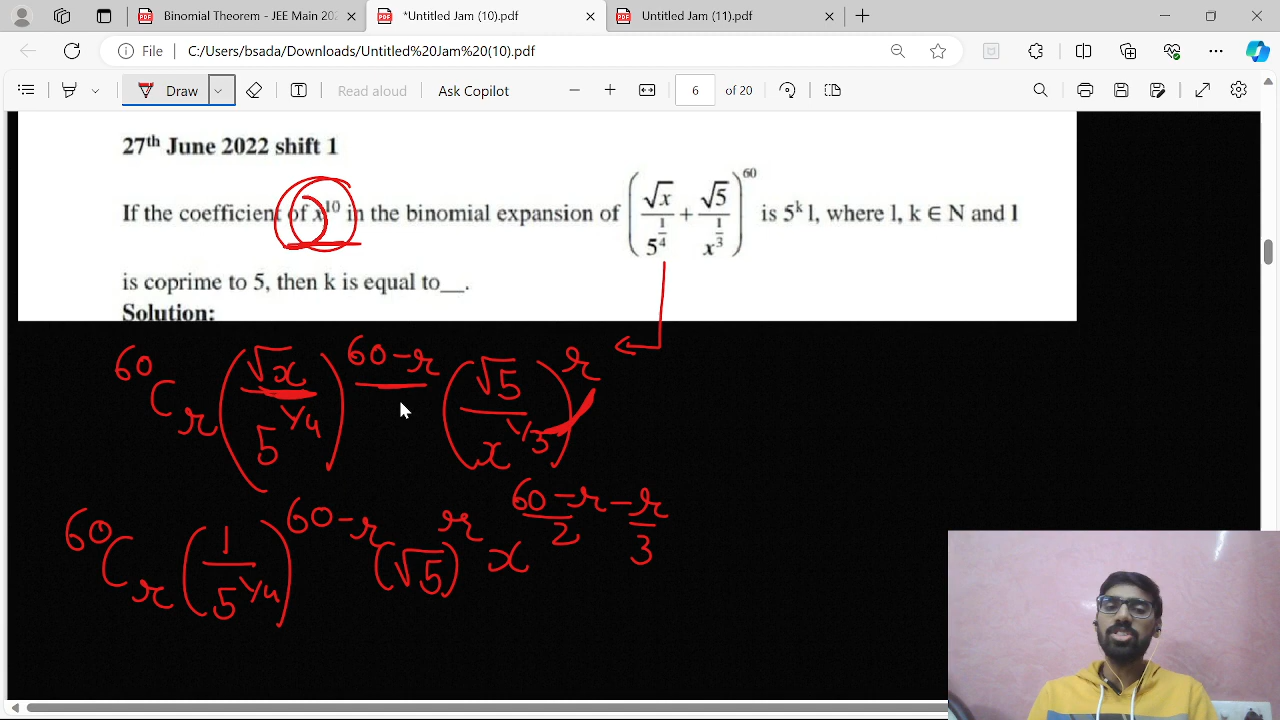 Binomial Theorem - JEE Main 202
*Untitled Jam (10).pdf
Untitled Jam (11).pdf
File | C:/Users/bsada/Downloads/Untitled%20Jam%20(10).pdf
Draw | Read aloud | Ask Copilot 6 of 20
27th June 2022 shift 1
If the coefficient of x^10 in the binomial expansion of (√x/5^(1/4) + √5/x^(1/3))^60 is 5^k l, where l, k ∈ N and l
is coprime to 5, then k is equal to__.
Solution:
60 C r (√x / 5^1/4)^60-r (√5 / x^1/3)^r
60 C r (1 / 5^1/4)^60-r (√5)^r x^(60-r)/2 - r/3